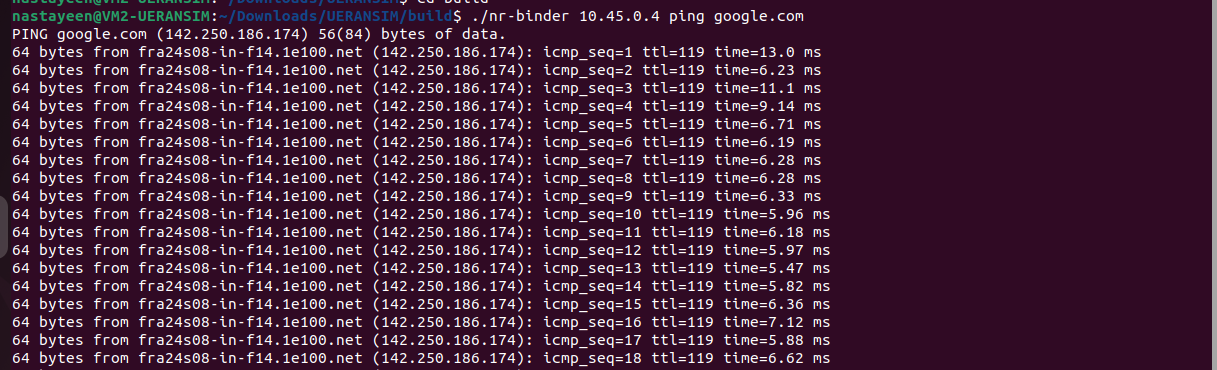 nastayeen@VM2-UERANSIM:~/Downloads/UERANSIM$ cd build
nastayeen@VM2-UERANSIM:~/Downloads/UERANSIM/build$ ./nr-binder 10.45.0.4 ping google.com
PING google.com (142.250.186.174) 56(84) bytes of data.
64 bytes from fra24s08-in-f14.1e100.net (142.250.186.174): icmp_seq=1 ttl=119 time=13.0 ms
64 bytes from fra24s08-in-f14.1e100.net (142.250.186.174): icmp_seq=2 ttl=119 time=6.23 ms
64 bytes from fra24s08-in-f14.1e100.net (142.250.186.174): icmp_seq=3 ttl=119 time=11.1 ms
64 bytes from fra24s08-in-f14.1e100.net (142.250.186.174): icmp_seq=4 ttl=119 time=9.14 ms
64 bytes from fra24s08-in-f14.1e100.net (142.250.186.174): icmp_seq=5 ttl=119 time=6.71 ms
64 bytes from fra24s08-in-f14.1e100.net (142.250.186.174): icmp_seq=6 ttl=119 time=6.19 ms
64 bytes from fra24s08-in-f14.1e100.net (142.250.186.174): icmp_seq=7 ttl=119 time=6.28 ms
64 bytes from fra24s08-in-f14.1e100.net (142.250.186.174): icmp_seq=8 ttl=119 time=6.28 ms
64 bytes from fra24s08-in-f14.1e100.net (142.250.186.174): icmp_seq=9 ttl=119 time=6.33 ms
64 bytes from fra24s08-in-f14.1e100.net (142.250.186.174): icmp_seq=10 ttl=119 time=5.96 ms
64 bytes from fra24s08-in-f14.1e100.net (142.250.186.174): icmp_seq=11 ttl=119 time=6.18 ms
64 bytes from fra24s08-in-f14.1e100.net (142.250.186.174): icmp_seq=12 ttl=119 time=5.97 ms
64 bytes from fra24s08-in-f14.1e100.net (142.250.186.174): icmp_seq=13 ttl=119 time=5.47 ms
64 bytes from fra24s08-in-f14.1e100.net (142.250.186.174): icmp_seq=14 ttl=119 time=5.82 ms
64 bytes from fra24s08-in-f14.1e100.net (142.250.186.174): icmp_seq=15 ttl=119 time=6.36 ms
64 bytes from fra24s08-in-f14.1e100.net (142.250.186.174): icmp_seq=16 ttl=119 time=7.12 ms
64 bytes from fra24s08-in-f14.1e100.net (142.250.186.174): icmp_seq=17 ttl=119 time=5.88 ms
64 bytes from fra24s08-in-f14.1e100.net (142.250.186.174): icmp_seq=18 ttl=119 time=6.62 ms